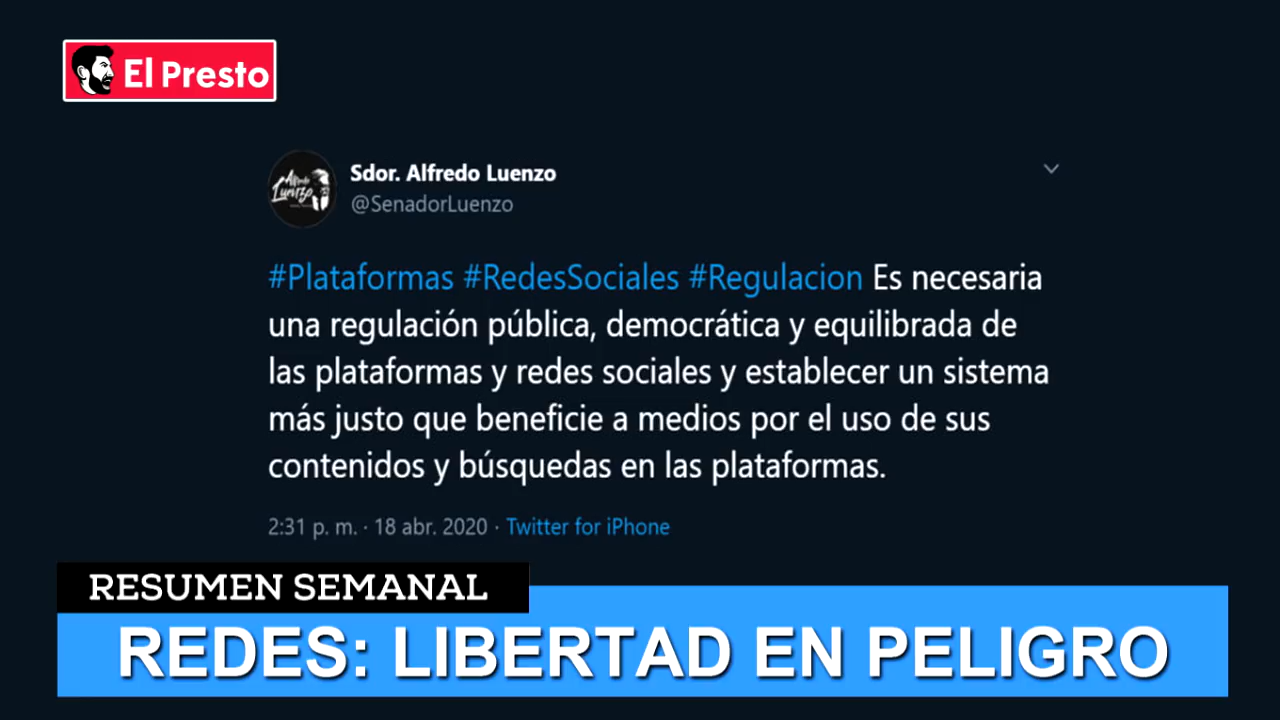 El Presto
Sdor. Alfredo Luenzo
@SenadorLuenzo
#Plataformas #RedesSociales #Regulacion Es necesaria
una regulación pública, democrática y equilibrada de
las plataformas y redes sociales y establecer un sistema
más justo que beneficie a medios por el uso de sus
contenidos y búsquedas en las plataformas.
2:31 p. m. · 18 abr. 2020 · Twitter for iPhone
RESUMEN SEMANAL
REDES: LIBERTAD EN PELIGRO